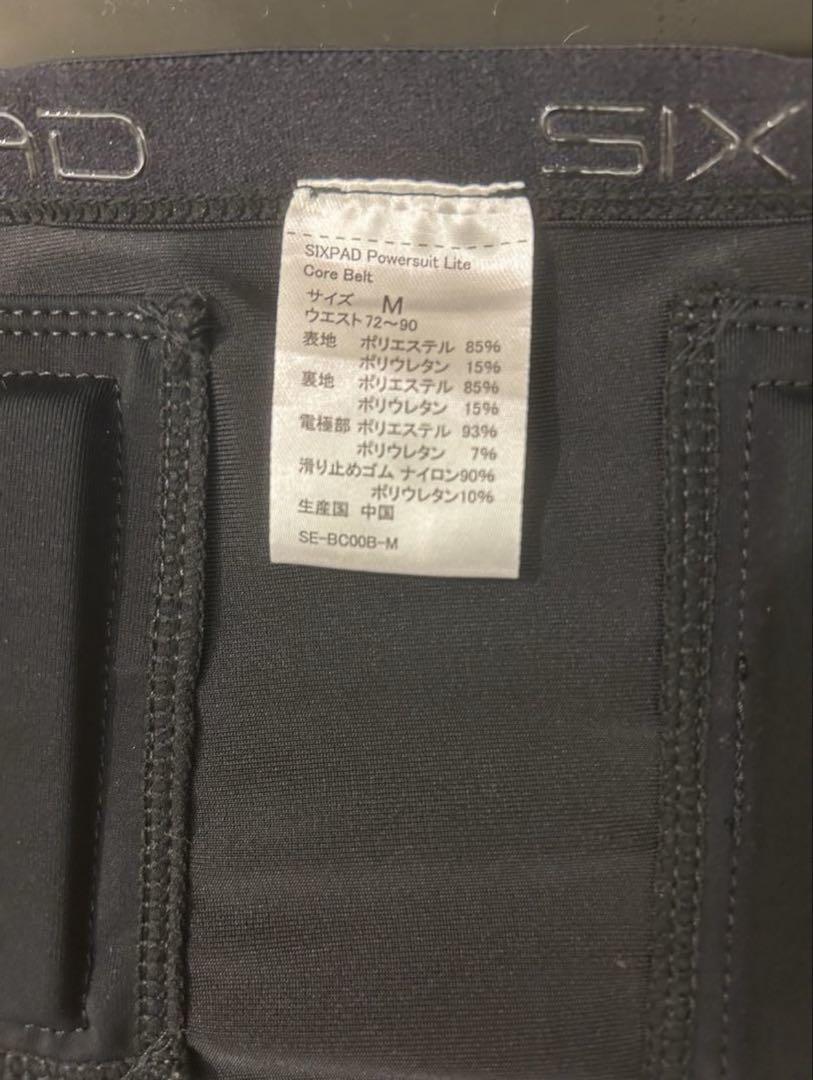 AD SIX
SIXPAD Powersuit Lite
Core Belt
サイズ M
ウエスト72〜90
表地 ポリエステル 85%
ポリウレタン 15%
裏地 ポリエステル 85%
ポリウレタン 15%
電極部 ポリエステル 93%
ポリウレタン 7%
滑り止めゴム ナイロン90%
ポリウレタン10%
生産国 中国
SE-BC00B-M